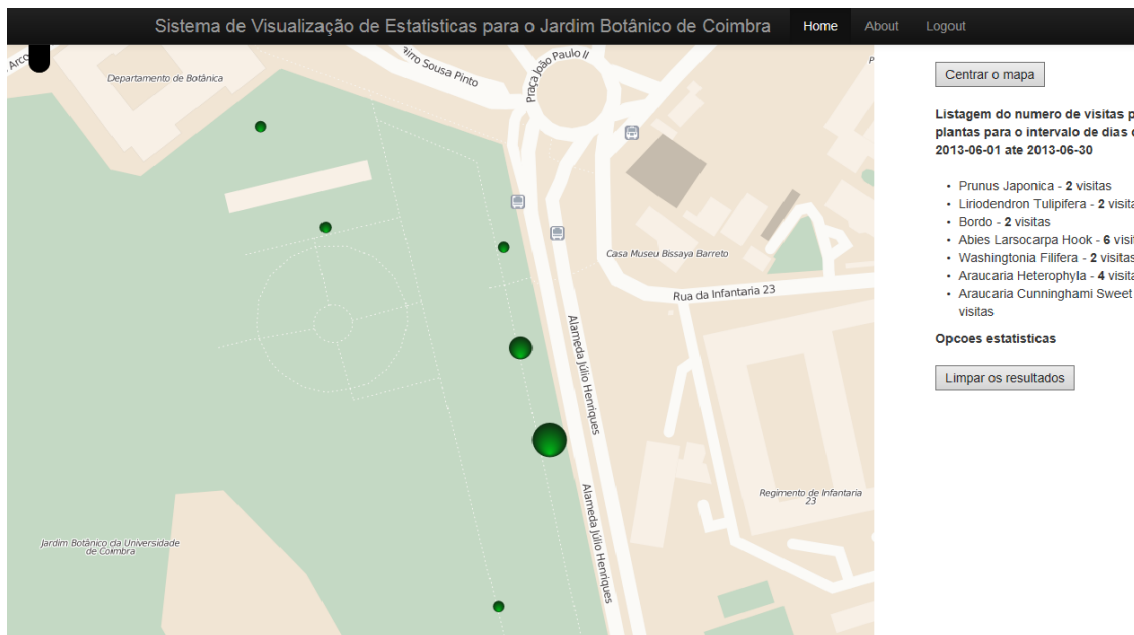 Sistema de Visualização de Estatisticas para o Jardim Botânico de Coimbra Home About Logout
Centrar o mapa
Listagem do numero de visitas p
plantas para o intervalo de dias
2013-06-01 ate 2013-06-30
• Prunus Japonica - 2 visitas
• Liriodendron Tulipifera - 2 visita
• Bordo - 2 visitas
• Abies Larsocarpa Hook - 6 visi
• Washingtonia Filifera - 2 visitas
• Araucaria Heterophyla - 4 visita
• Araucaria Cunninghami Sweet
visitas
Opcoes estatisticas
Limpar os resultados
Arco
Departamento de Botânica
airro Sousa Pinto
Praça João Paulo II
P
Casa Museu Bissaya Barreto
Rua da Infantaria 23
Alameda Júlio Henriques
Alameda Júlio Henriques
Regimento de Infantaria
23
Jardim Botânico da Universidade
de Coimbra